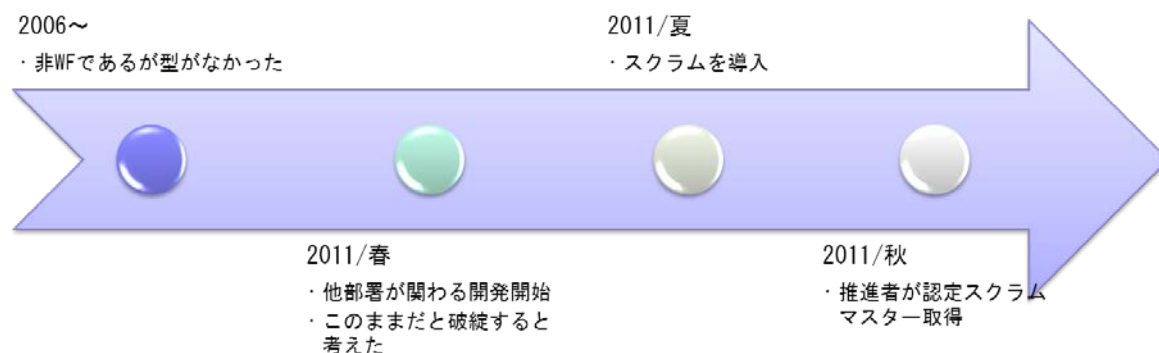 2006～
・非WFであるが型がなかった
2011/春
・他部署が関わる開発開始
・このままだと破綻すると
考えた
2011/夏
・スクラムを導入
2011/秋
・推進者が認定スクラム
マスター取得